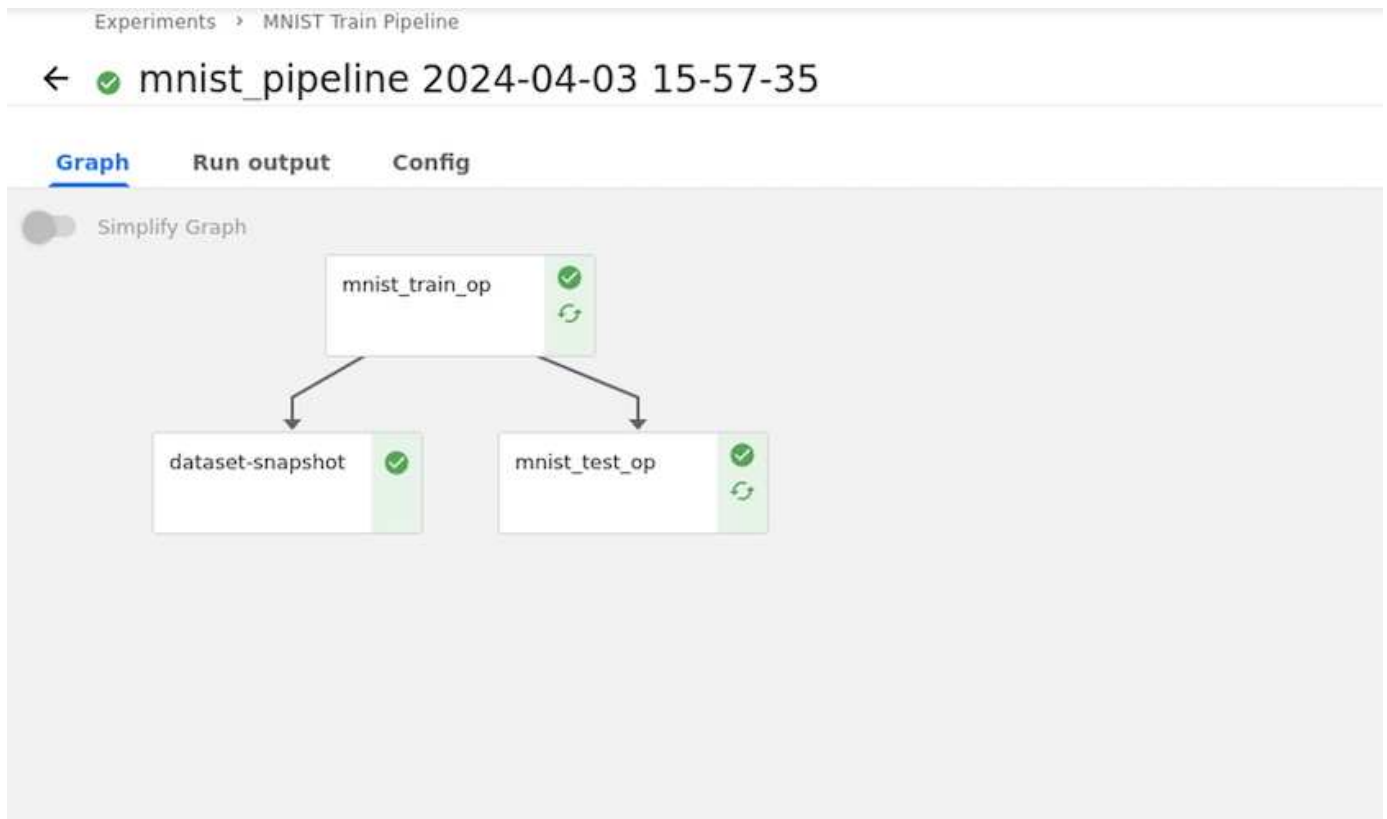 Experiments > MNIST Train Pipeline
mnist_pipeline 2024-04-03 15-57-35
Graph Run output Config
Simplify Graph
mnist_train_op
dataset-snapshot mnist_test_op